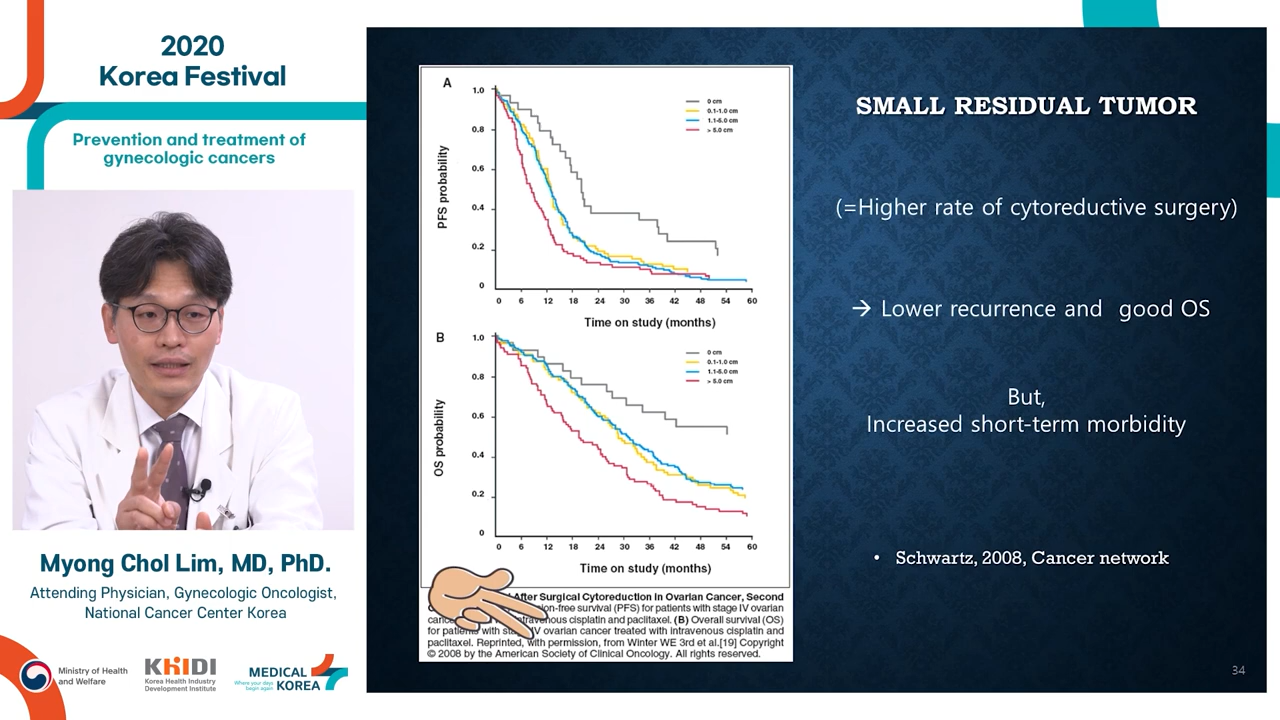 2020
Korea Festival
Prevention and treatment of
gynecologic cancers
Myong Chol Lim, MD, PhD.
Attending Physician, Gynecologic Oncologist,
National Cancer Center Korea
Ministry of Health
and Welfare
KHIDI
Korea Health Industry
Development Institute
MEDICAL
KOREA
Where your days
begin again
A
PFS probability
1.0
0.8
0.6
0.4
0.2
0
0 cm
0.1-1.0 cm
1.1-5.0 cm
> 5.0 cm
0 6 12 18 24 30 36 42 48 54 60
Time on study (months)
B
OS probability
1.0
0.8
0.6
0.4
0.2
0
0 cm
0.1-1.0 cm
1.1-5.0 cm
> 5.0 cm
0 6 12 18 24 30 36 42 48 54 60
Time on study (months)
After Surgical Cytoreduction in Ovarian Cancer, Second
survival (PFS) for patients with stage IV ovarian
cisplatin and paclitaxel. (B) Overall survival (OS)
for with IV ovarian cancer treated with intravenous cisplatin and
paclitaxel. Reprinted, with permission, from Winter WE 3rd et al.[19] Copyright
© 2008 by the American Society of Clinical Oncology. All rights reserved.
SMALL RESIDUAL TUMOR
(=Higher rate of cytoreductive surgery)
→ Lower recurrence and good OS
But,
Increased short-term morbidity
• Schwartz, 2008, Cancer network
34